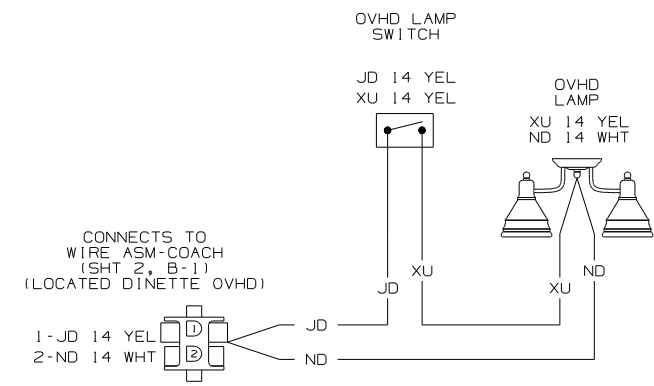 OVHD LAMP
SWITCH
JD 14 YEL
XU 14 YEL
OVHD
LAMP
XU 14 YEL
ND 14 WHT
CONNECTS TO
WIRE ASM-COACH
(SHT 2, B-1)
(LOCATED DINETTE OVHD)
XU
ND
JD
XU
1
JD
1-JD 14 YEL
2-ND 14 WHT
2
ND